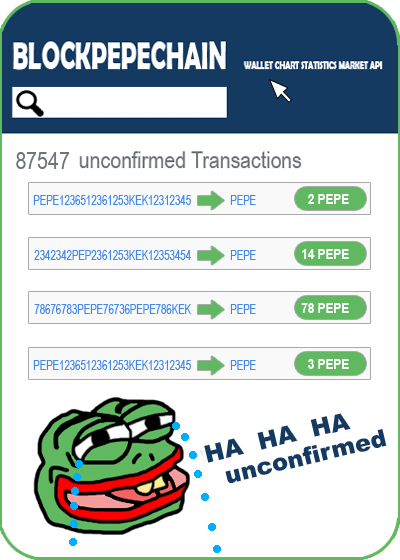 BLOCKPEPECHAIN
WALLET CHART STATISTICS MARKET API
87547 unconfirmed Transactions
PEPE1236512361253KEK12312345 PEPE 2 PEPE
2342342PEP2361253KEK12353454 PEPE 14 PEPE
78676783PEPE76736PEPE786KEK PEPE 78 PEPE
PEPE1236512361253KEK12312345 PEPE 3 PEPE
HA HA HA
unconfirmed